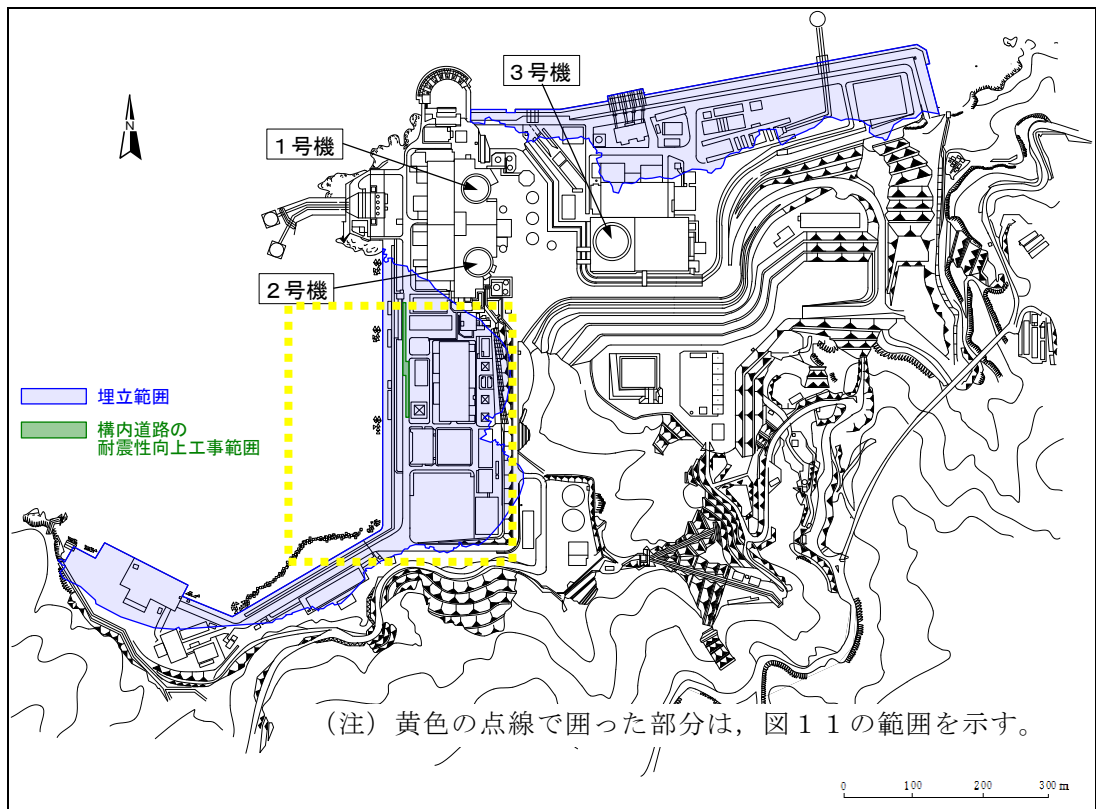 3号機
1号機
2号機
埋立範囲
構内道路の
耐震性向上工事範囲
(注)黄色の点線で囲った部分は,図11の範囲を示す。
0 100 200 300m